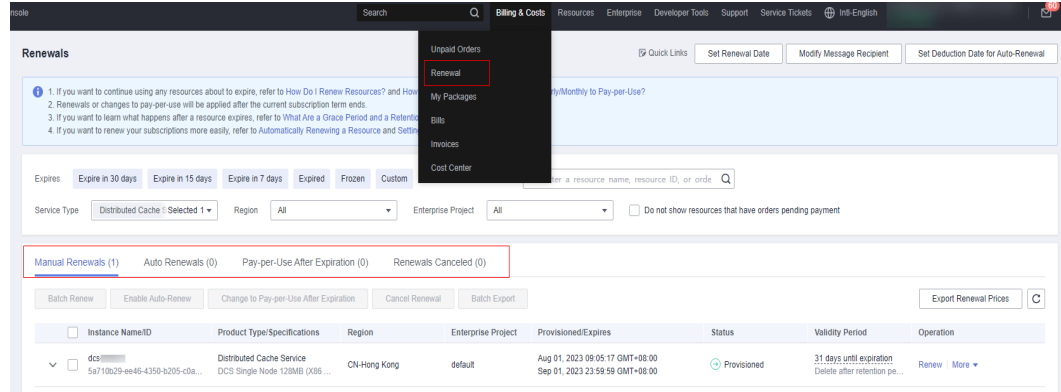 nsole
Search
Billing & Costs
Resources
Enterprise
Developer Tools
Support
Service Tickets
Intl-English
60
Renewals
Quick Links
Set Renewal Date
Modify Message Recipient
Set Deduction Date for Auto-Renewal
Unpaid Orders
Renewal
My Packages
Bills
Invoices
Cost Center
1. If you want to continue using any resources about to expire, refer to How Do I Renew Resources? and How
rly/Monthly to Pay-per-Use?
2. Renewals or changes to pay-per-use will be applied after the current subscription term ends.
3. If you want to learn what happens after a resource expires, refer to What Are a Grace Period and a Retentio
4. If you want to renew your subscriptions more easily, refer to Automatically Renewing a Resource and Setting
Expires
Expire in 30 days
Expire in 15 days
Expire in 7 days
Expired
Frozen
Custom
ter a resource name, resource ID, or orde
Service Type
Distributed Cache S Selected 1
Region
All
Enterprise Project
All
Do not show resources that have orders pending payment
Manual Renewals (1)
Auto Renewals (0)
Pay-per-Use After Expiration (0)
Renewals Canceled (0)
Batch Renew
Enable Auto-Renew
Change to Pay-per-Use After Expiration
Cancel Renewal
Batch Export
Export Renewal Prices
Instance Name/ID
Product Type/Specifications
Region
Enterprise Project
Provisioned/Expires
Status
Validity Period
Operation
dcs
5a710b29-ee46-4350-b205-c0a...
Distributed Cache Service
DCS Single Node 128MB (X86 ...
CN-Hong Kong
default
Aug 01, 2023 09:05:17 GMT+08:00
Sep 01, 2023 23:59:59 GMT+08:00
Provisioned
31 days until expiration
Delete after retention pe...
Renew
More